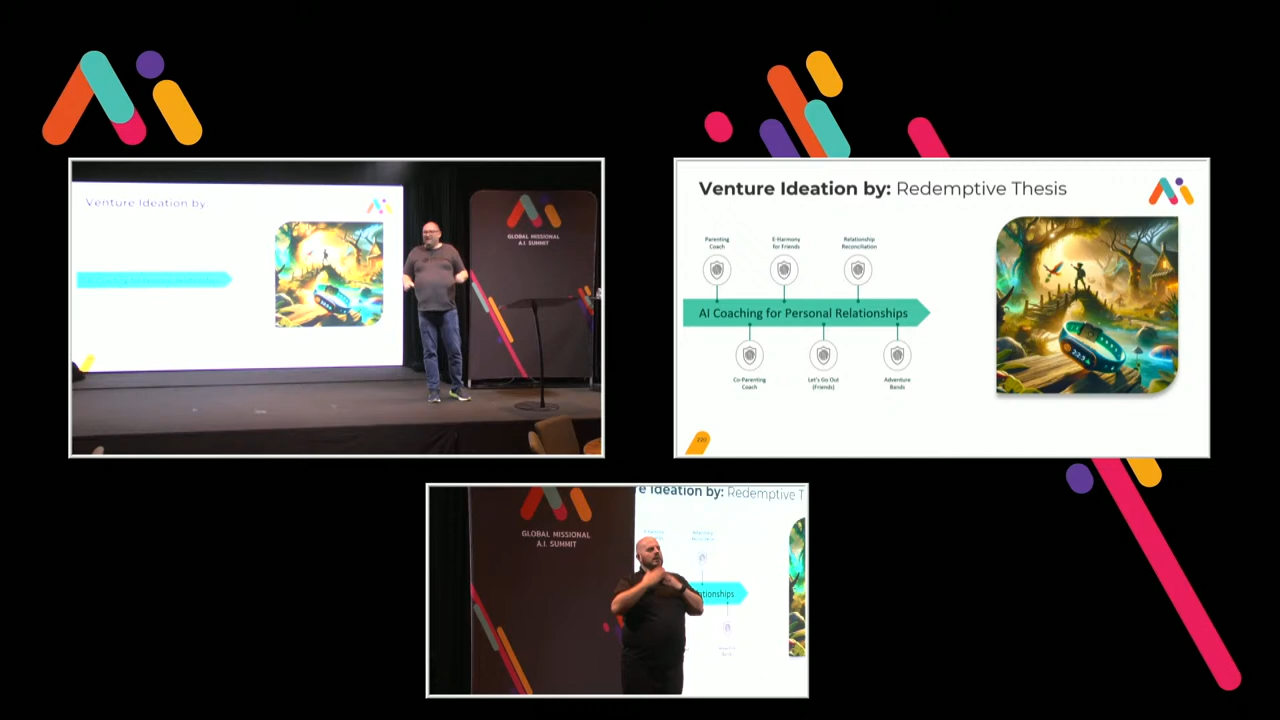 Venture Ideation by:
GLOBAL MISSIONAL
A.I. SUMMIT
Venture Ideation by: Redemptive Thesis
Parenting
Coach
E-Harmony
for Friends
Relationship
Reconciliation
AI Coaching for Personal Relationships
Co-Parenting
Coach
Let's Go Out
(Friends)
Adventure
Bands
re Ideation by: Redemptive T
GLOBAL MISSIONAL
A.I. SUMMIT
ationships